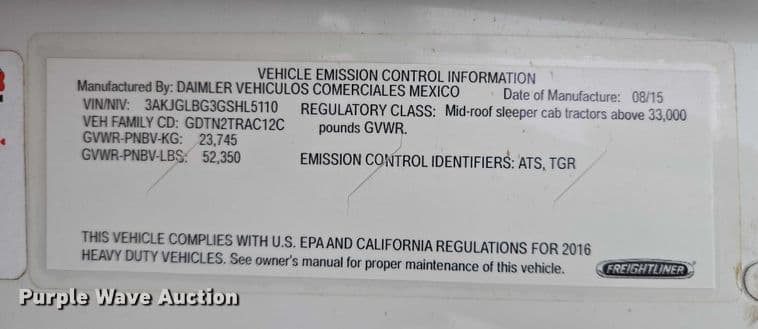 VEHICLE EMISSION CONTROL INFORMATION
Manufactured By: DAIMLER VEHICULOS COMERCIALES MEXICO Date of Manufacture: 08/15
VIN/NIV: 3AKJGLBG3GSHL5110 REGULATORY CLASS: Mid-roof sleeper cab tractors above 33,000
VEH FAMILY CD: GDTN2TRAC12C pounds GVWR.
GVWR-PNBV-KG: 23,745
GVWR-PNBV-LBS: 52,350 EMISSION CONTROL IDENTIFIERS: ATS, TGR
THIS VEHICLE COMPLIES WITH U.S. EPA AND CALIFORNIA REGULATIONS FOR 2016
HEAVY DUTY VEHICLES. See owner's manual for proper maintenance of this vehicle.
FREIGHTLINER
Purple Wave Auction